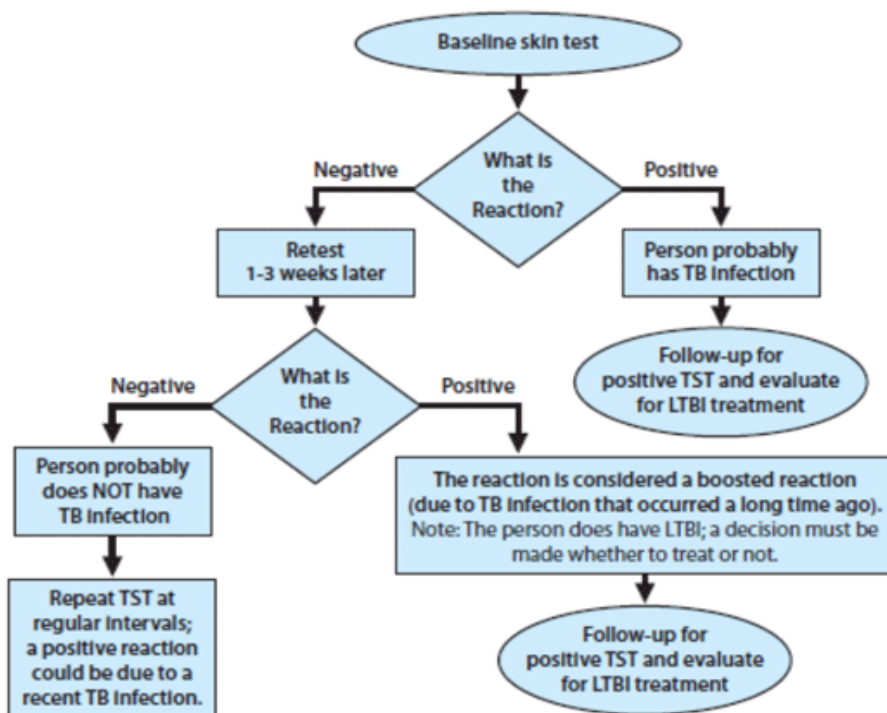 Baseline skin test
What is
the
Reaction?
Negative
Positive
Retest
1-3 weeks later
Person probably
has TB infection
Follow-up for
positive TST and evaluate
for LTBI treatment
What is
the
Reaction?
Negative
Positive
Person probably
does NOT have
TB infection
The reaction is considered a boosted reaction
(due to TB infection that occurred a long time ago).
Note: The person does have LTBI; a decision must be
made whether to treat or not.
Repeat TST at
regular intervals;
a positive reaction
could be due to a
recent TB infection.
Follow-up for
positive TST and evaluate
for LTBI treatment